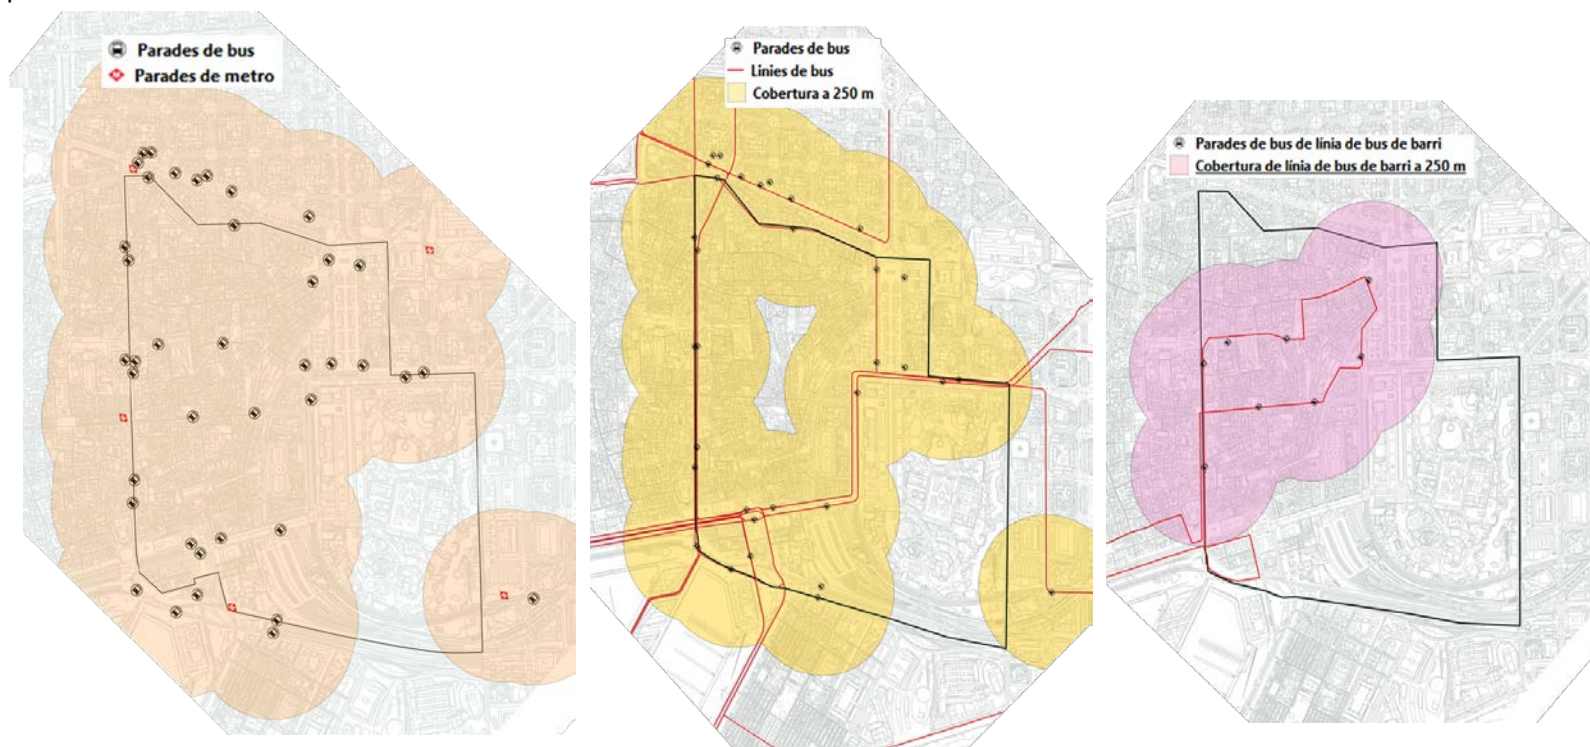 Parades de bus
Parades de metro
Parades de bus
Línies de bus
Cobertura a 250 m
Parades de bus de línia de bus de barri
Cobertura de línia de bus de barri a 250 m